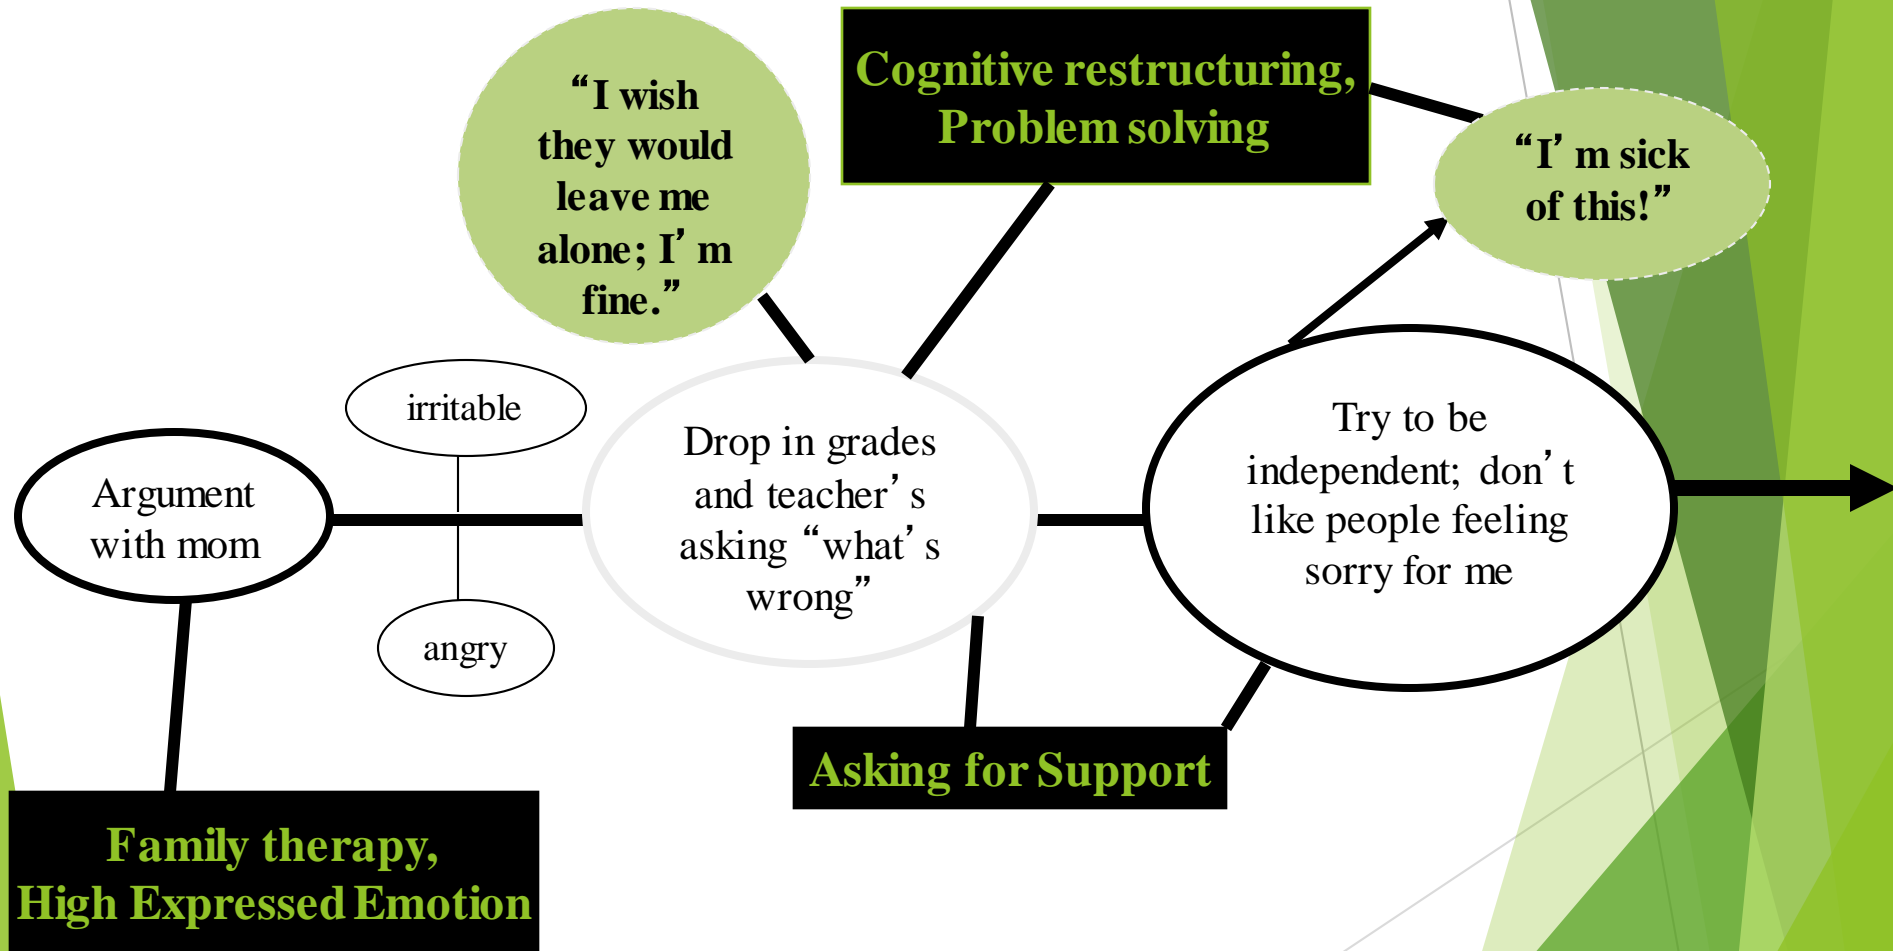 “I wish
they would
leave me
alone; I’m
fine.”
Cognitive restructuring,
Problem solving
“I’m sick
of this!”
irritable
Argument
with mom
angry
Drop in grades
and teacher’s
asking “what’s
wrong”
Try to be
independent; don’t
like people feeling
sorry for me
Asking for Support
Family therapy,
High Expressed Emotion